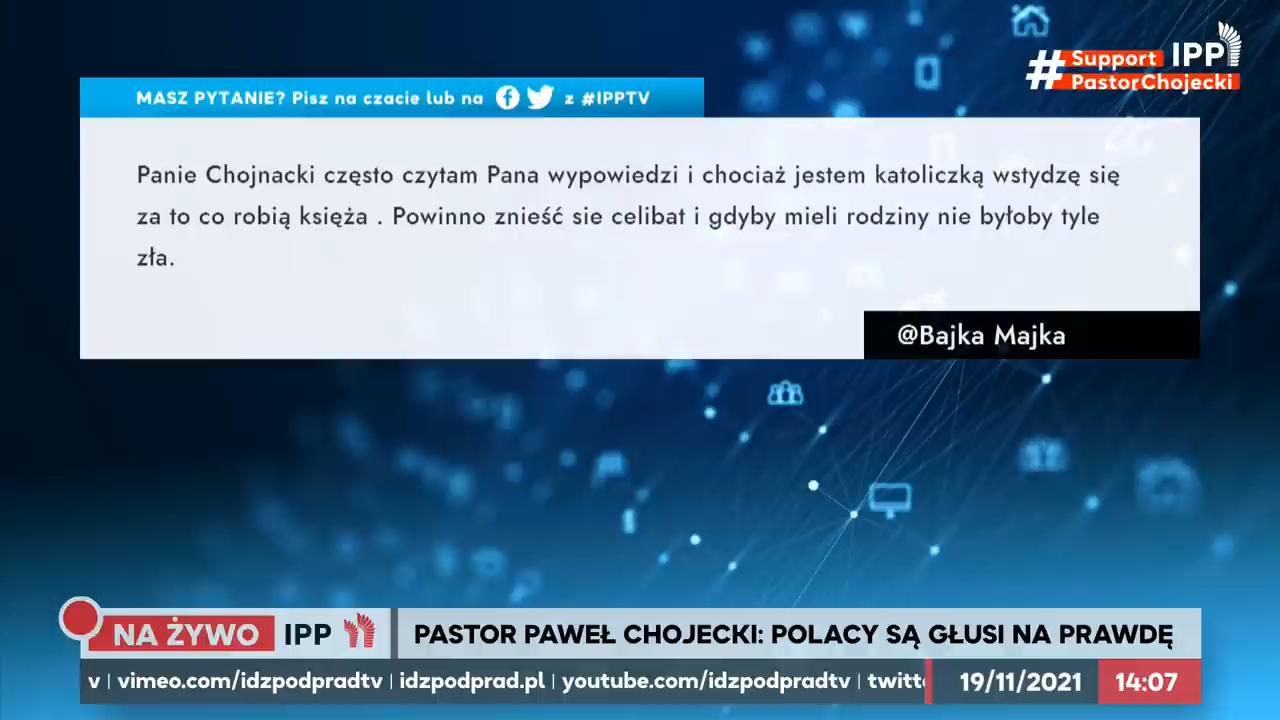 #Support
PastorChojecki
IPP
MASZ PYTANIE? Pisz na czacie lub na z #IPPTV
Panie Chojnacki często czytam Pana wypowiedzi i chociaż jestem katoliczką wstydzę się
za to co robią księża . Powinno znieść sie celibat i gdyby mieli rodziny nie byłoby tyle
zła.
@Bajka Majka
NA ŻYWO IPP
PASTOR PAWEŁ CHOJECKI: POLACY SĄ GŁUSI NA PRAWDĘ
v | vimeo.com/idzpodpradtv | idzpodprad.pl | youtube.com/idzpodpradtv | twitt
19/11/2021 14:07